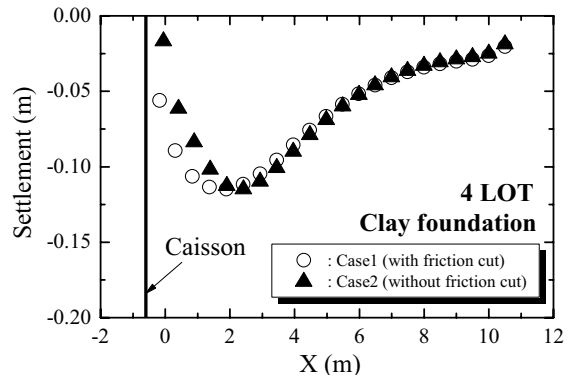 0.00
-0.05
-0.10
-0.15
-0.20
Settlement (m)
4 LOT
Clay foundation
Caisson
: Case1 (with friction cut)
: Case2 (without friction cut)
-2 0 2 4 6 8 10 12
X (m)